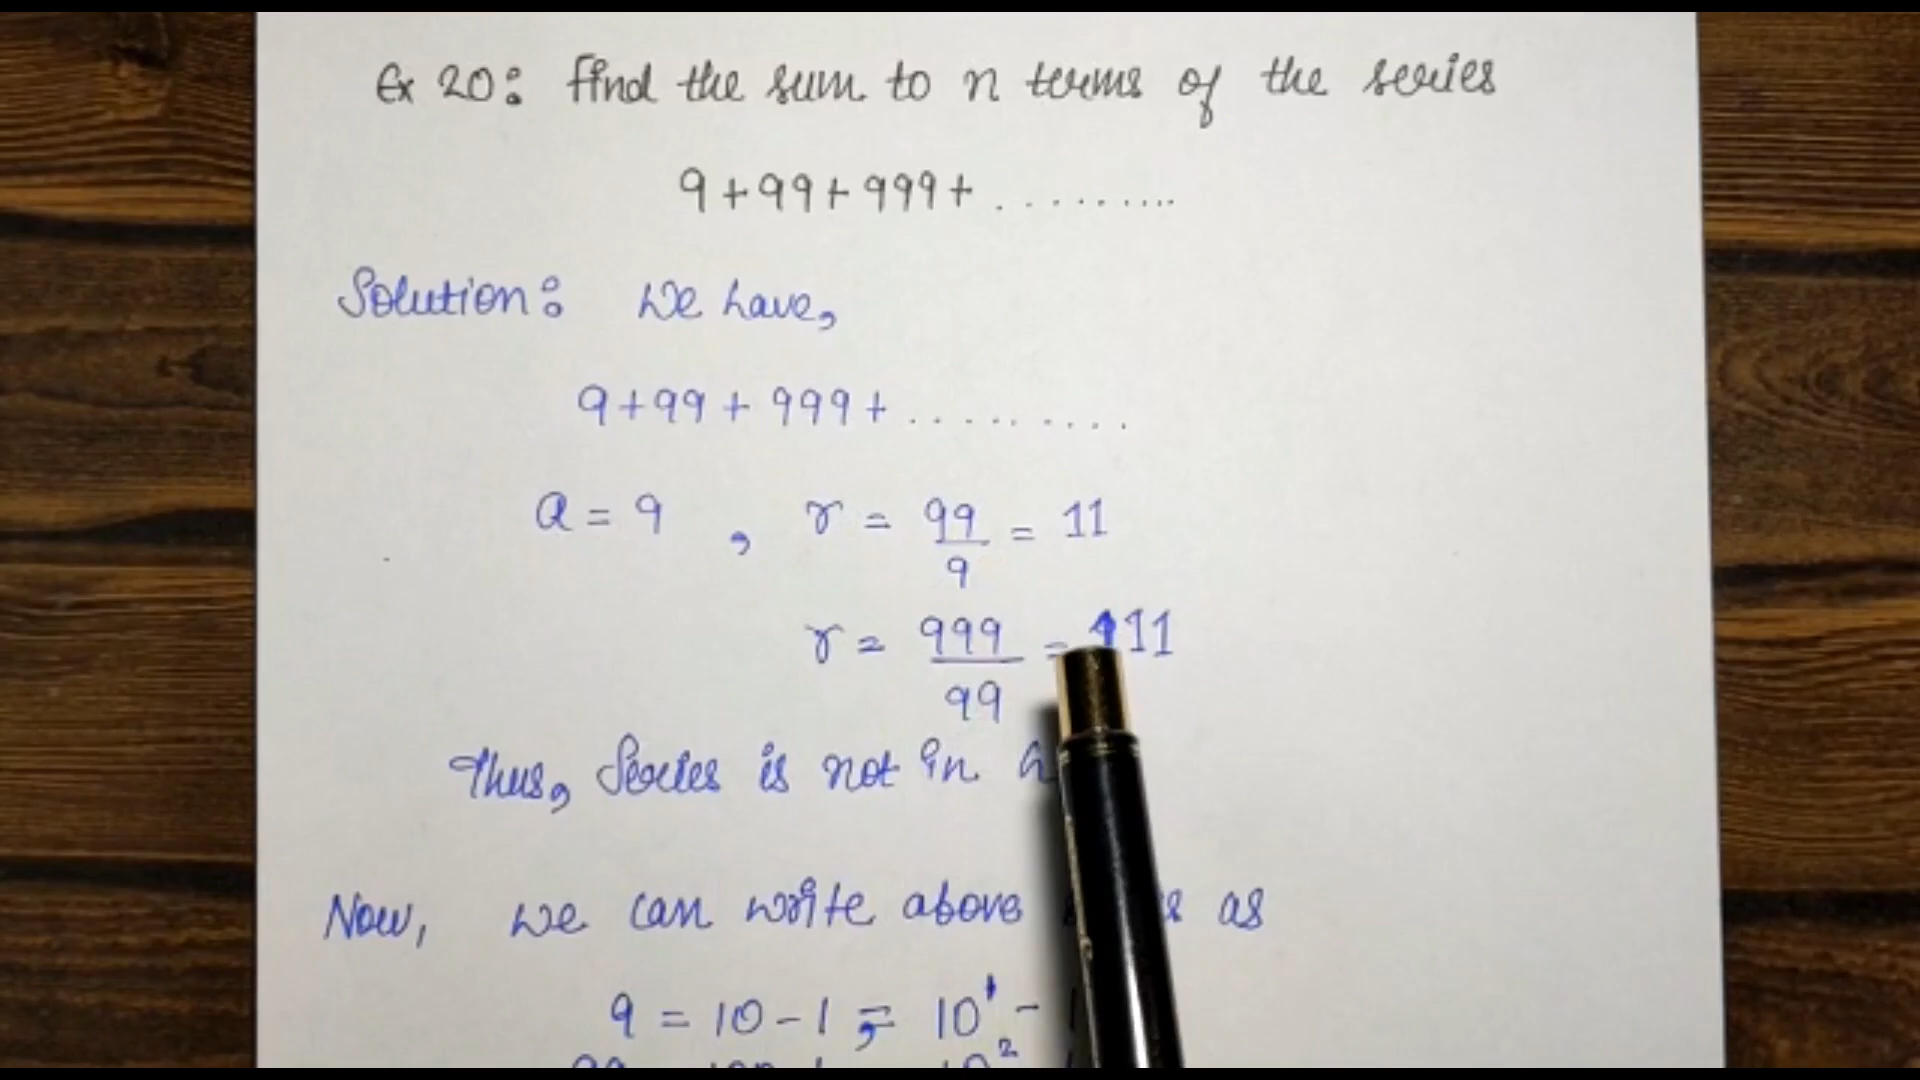 Ex 20: find the sum to n terms of the series
9+99+999+ ..........
Solution: we have,
9+99+999+ ..........
a = 9 , r = 99/9 = 11
r = 999/99 = 111
Thus, Series is not in
Now, we can write above as
9 = 10-1 = 10¹ -
10²